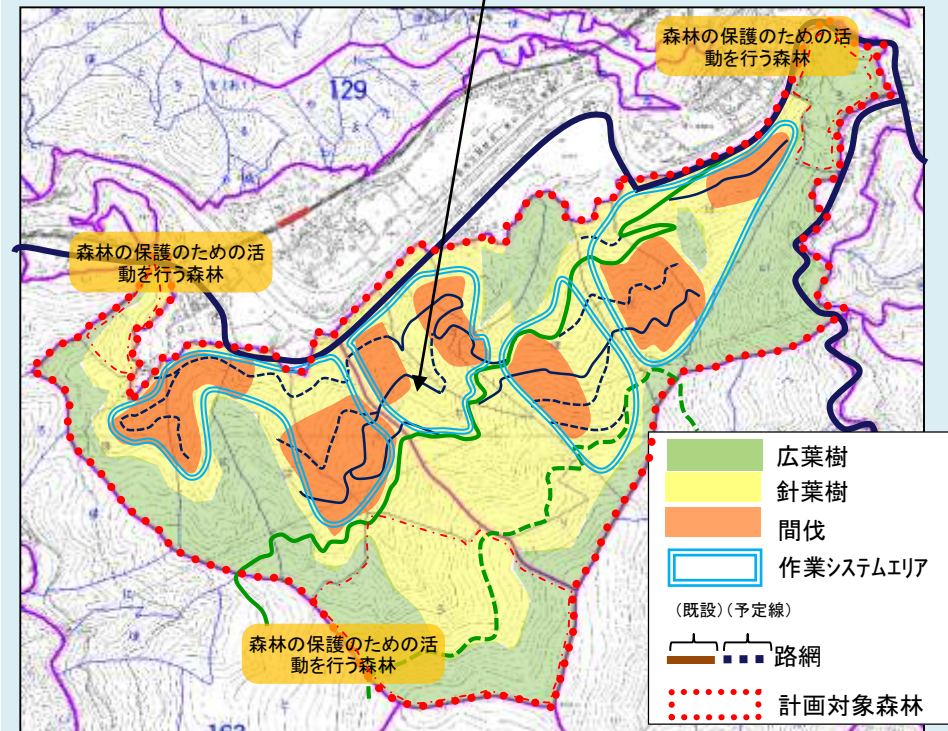 森林の保護のための活
動を行う森林
129
森林の保護のための活
動を行う森林
森林の保護のための活
動を行う森林
広葉樹
針葉樹
間伐
作業システムエリア
(既設)(予定線)
路網
計画対象森林